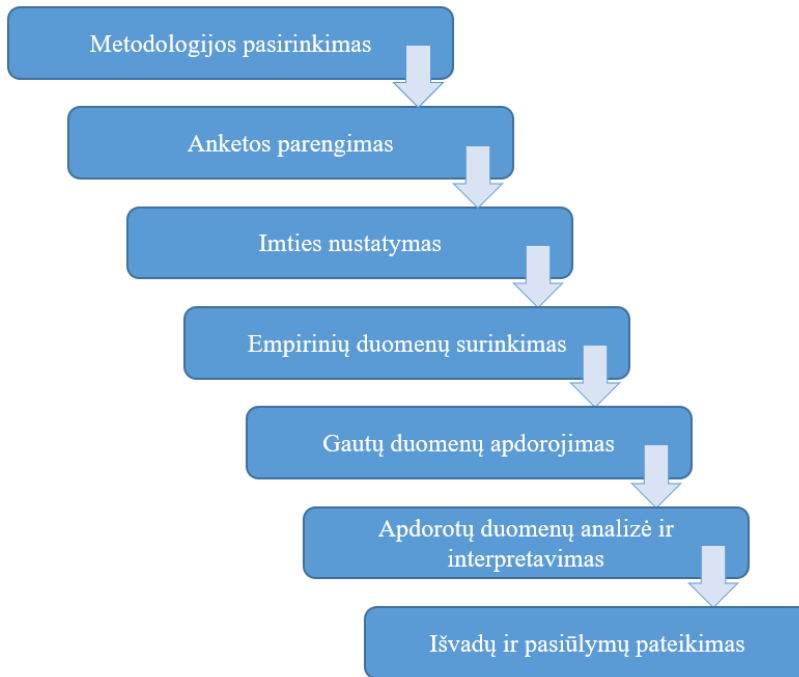 Metodologijos pasirinkimas
Anketos parengimas
Imties nustatymas
Empirinių duomenų surinkimas
Gautų duomenų apdorojimas
Apdorotų duomenų analizė ir
interpretavimas
Išvadų ir pasiūlymų pateikimas